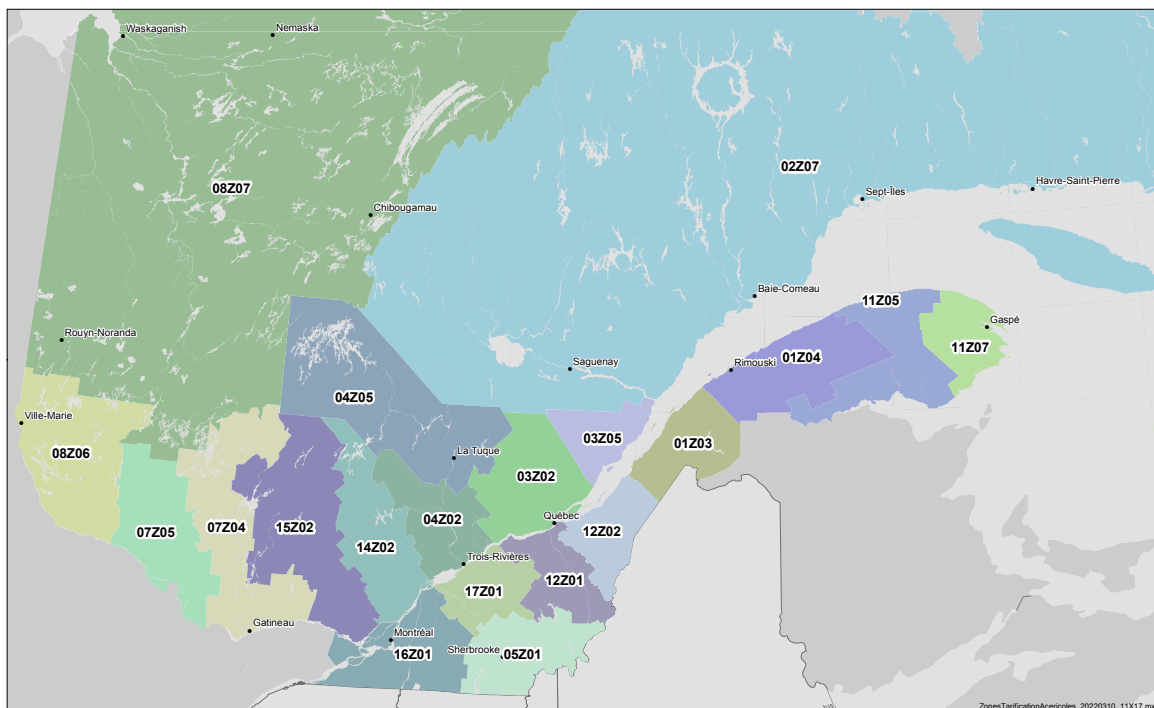 Waskaganish
Nemaska
02Z07
08Z07
Havre-Saint-Pierre
Sept-Îles
Chibougamau
Baie-Comeau
11Z05
Gaspé
Rouyn-Noranda
11Z07
01Z04
Saguenay
Rimouski
04Z05
Ville-Marie
03Z05
01Z03
08Z06
La Tuque
03Z02
04Z02
Québec
07Z05
07Z04
15Z02
12Z02
14Z02
Trois-Rivières
12Z01
17Z01
Gatineau
Montréal
16Z01
Sherbrooke
05Z01